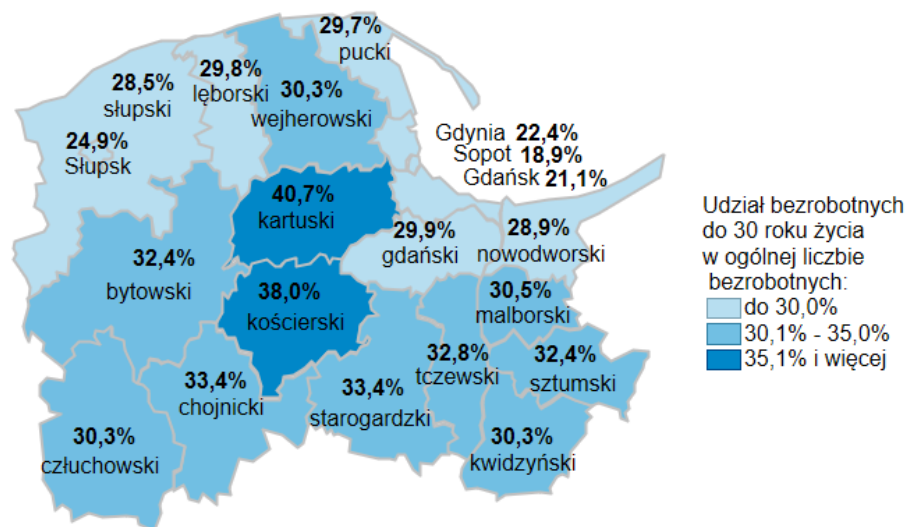 29,7%
pucki
29,8%
lęborski
28,5%
słupski
30,3%
wejherowski
24,9%
Słupsk
Gdynia 22,4%
Sopot 18,9%
Gdańsk 21,1%
40,7%
kartuski
29,9%
gdański
28,9%
nowodworski
32,4%
bytowski
38,0%
kościerski
30,5%
malborski
32,8%
tczewski
32,4%
sztumski
33,4%
chojnicki
33,4%
starogardzki
30,3%
człuchowski
30,3%
kwidzyński
Udział bezrobotnych
do 30 roku życia
w ogólnej liczbie
bezrobotnych:
do 30,0%
30,1% - 35,0%
35,1% i więcej